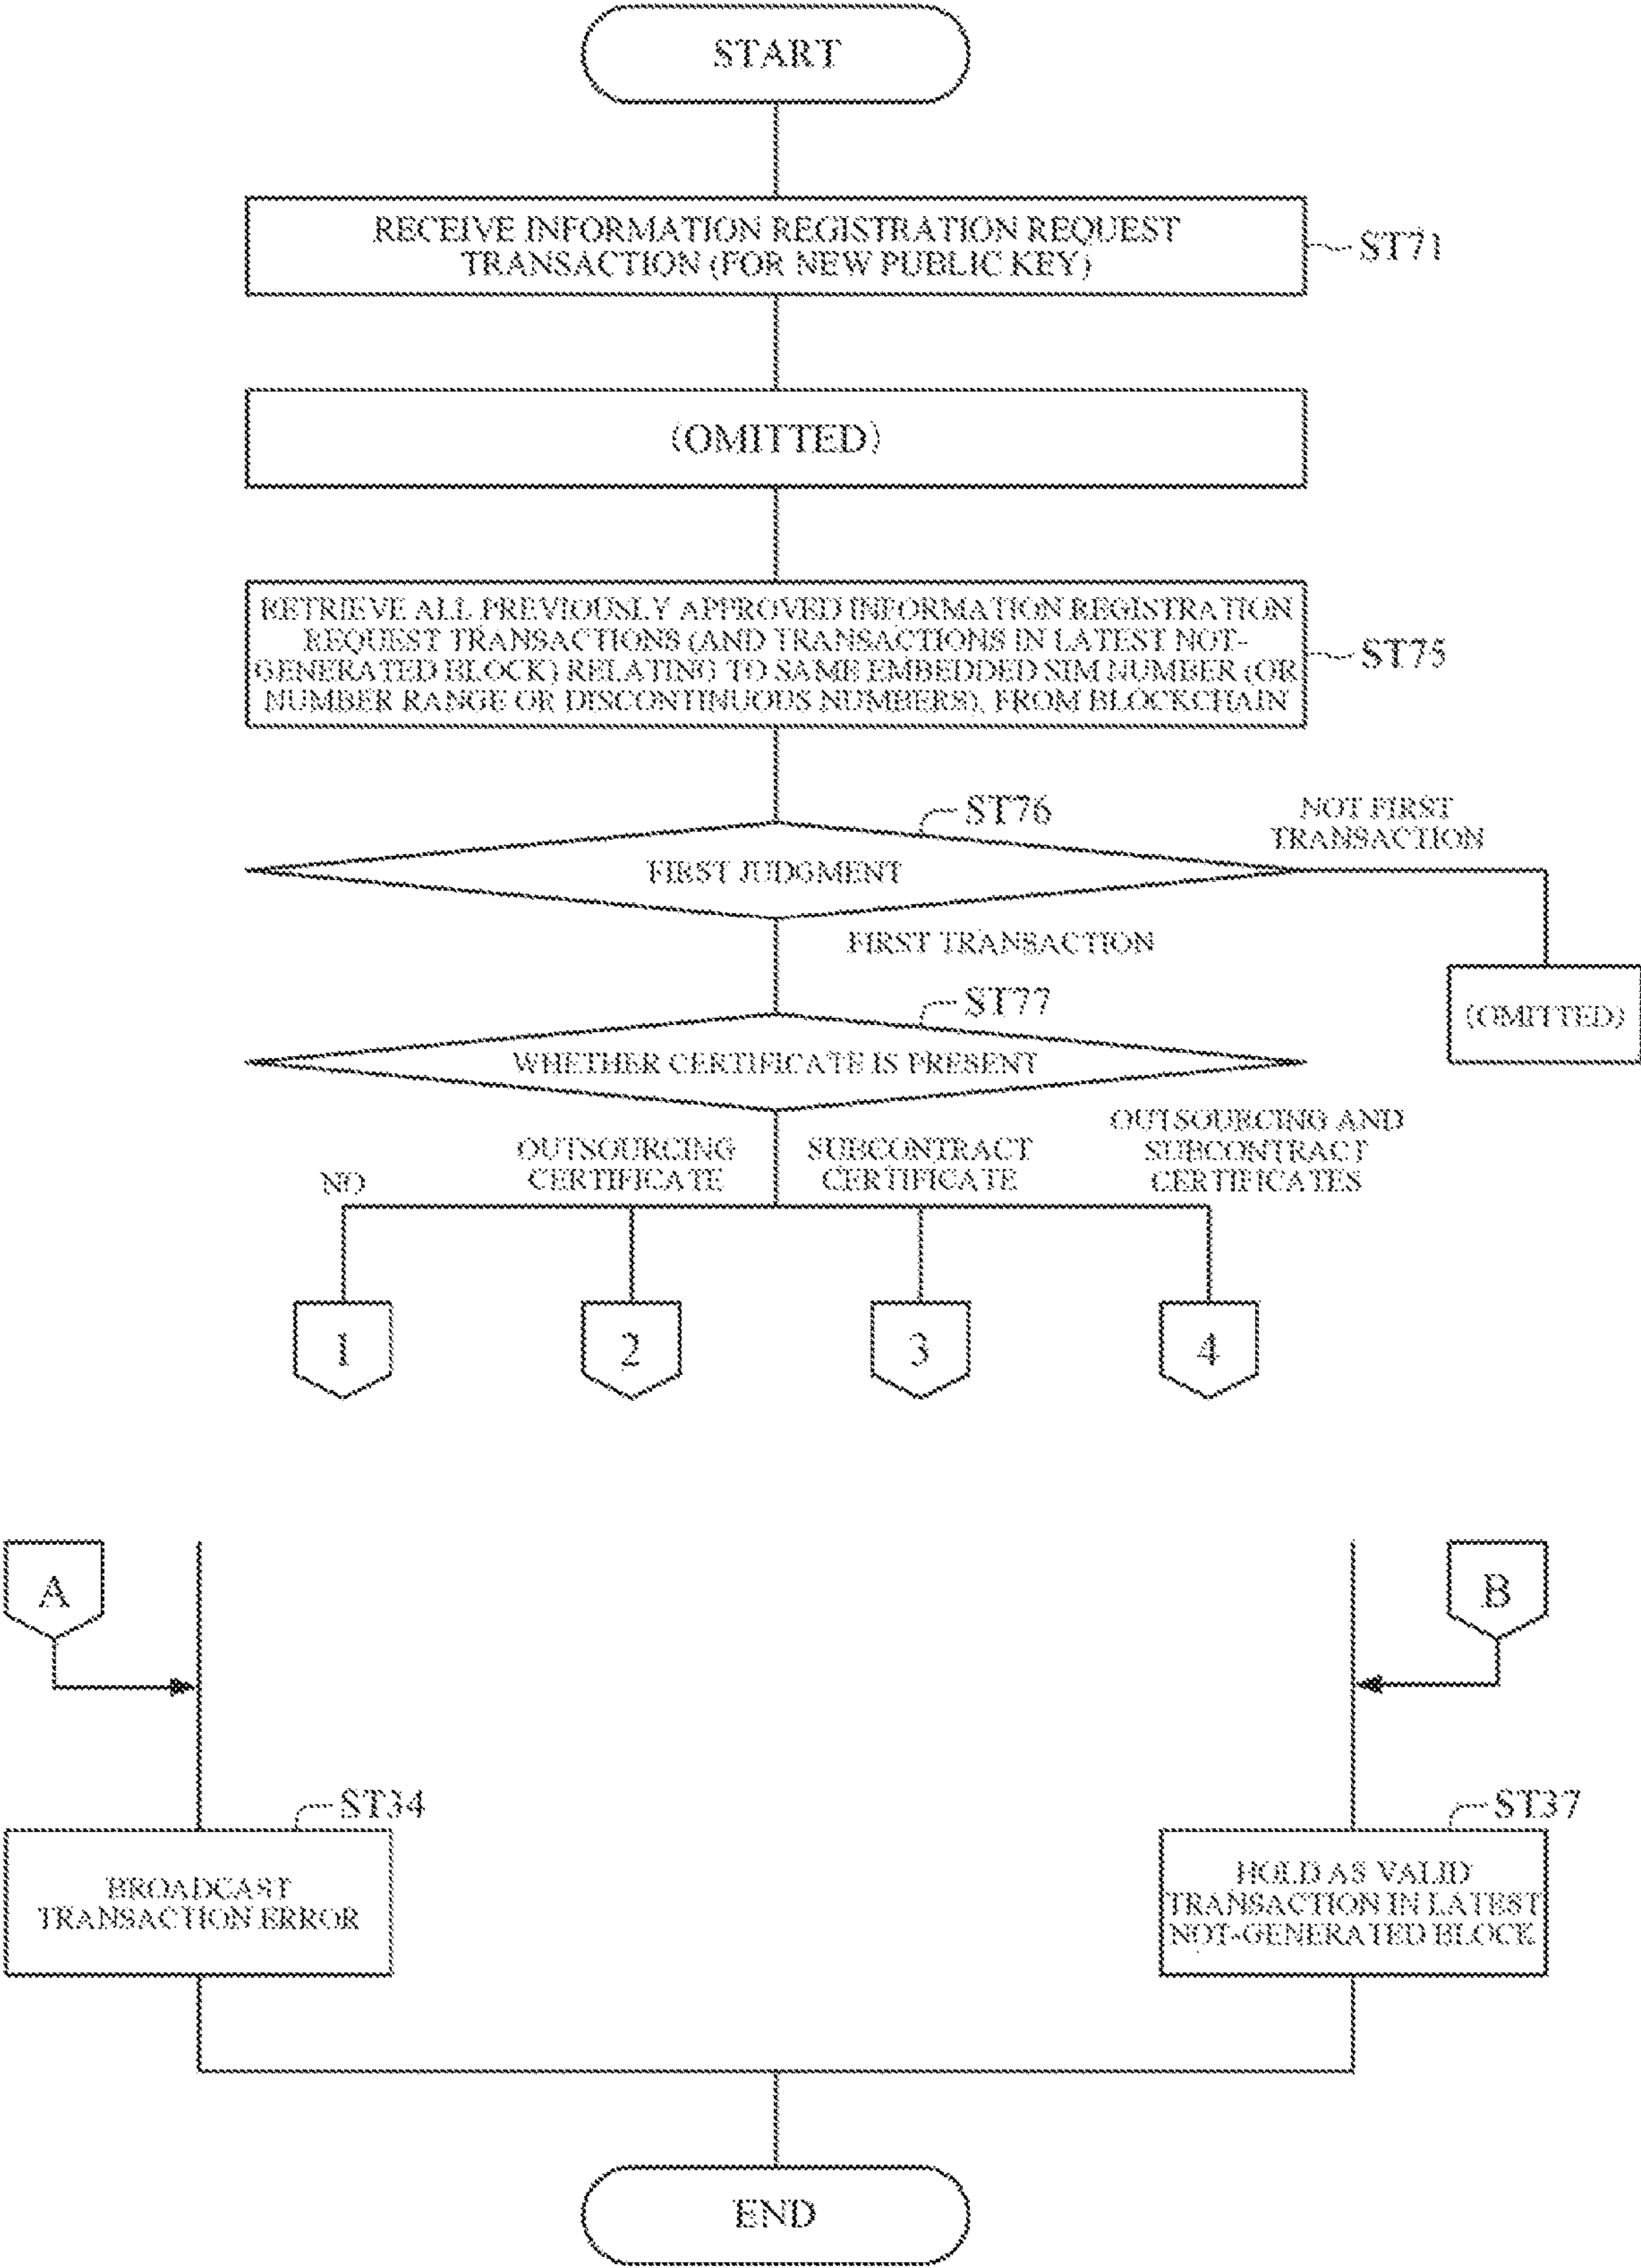 START
RECEIVE INFORMATION REGISTRATION REQUEST
TRANSACTION (FOR NEW PUBLIC KEY)
ST71
(OMITTED)
RETRIEVE ALL PREVIOUSLY APPROVED INFORMATION REGISTRATION
REQUEST TRANSACTIONS (AND TRANSACTIONS IN LATEST NOT-
GENERATED BLOCK) RELATING TO SAME EMBEDDED SIM NUMBER (OR
NUMBER RANGE OR DISCONTINUOUS NUMBERS), FROM BLOCKCHAIN
ST75
ST76
NOT FIRST
TRANSACTION
FIRST JUDGMENT
FIRST TRANSACTION
(OMITTED)
ST77
WHETHER CERTIFICATE IS PRESENT
NO
OUTSOURCING
CERTIFICATE
SUBCONTRACT
CERTIFICATE
OUTSOURCING AND
SUBCONTRACT
CERTIFICATES
1
2
3
4
A
B
ST34
BROADCAST
TRANSACTION ERROR
ST37
HOLD AS VALID
TRANSACTION IN LATEST
NOT-GENERATED BLOCK
END